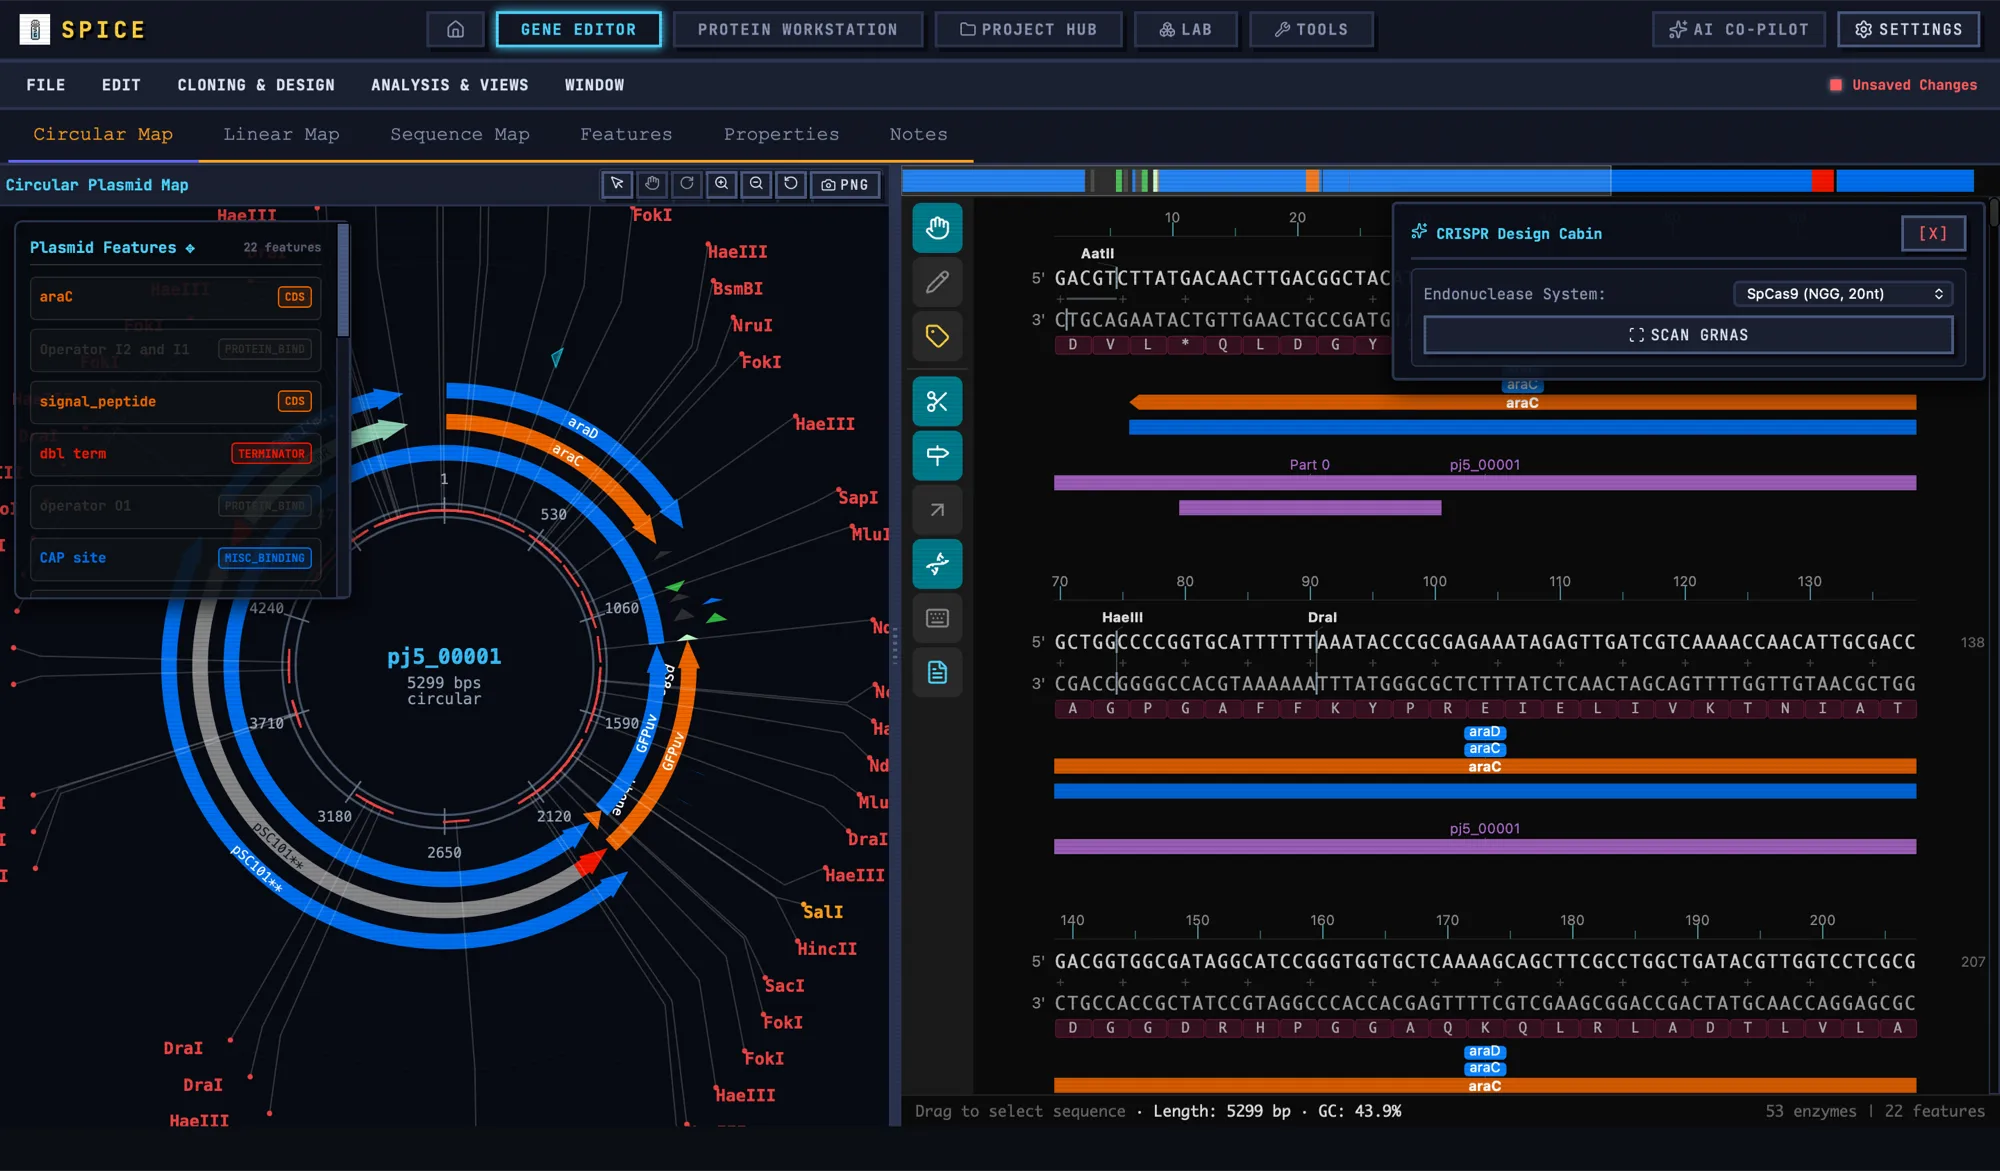 SPICE
GENE EDITOR
PROTEIN WORKSTATION
PROJECT HUB
LAB
TOOLS
AI CO-PILOT
SETTINGS
FILE
EDIT
CLONING & DESIGN
ANALYSIS & VIEWS
WINDOW
Unsaved Changes
Circular Map
Linear Map
Sequence Map
Features
Properties
Notes
Circular Plasmid Map
PNG
HaeIII
FokI
Plasmid Features
22 features
araC
CDS
Operator I2 and I1
PROTEIN_BIND
signal_peptide
CDS
dbl term
TERMINATOR
operator O1
PROTEIN_BIND
CAP site
MISC_BINDING
HaeIII
BsmBI
NruI
FokI
HaeIII
SapI
MluI
araD
araC
1
530
1060
1590
2120
2650
3180
3710
4240
pj5_00001
5299 bps
circular
GFPuv
GFPuv
pSC101**
pSC101**
DraI
HaeIII
SalI
HincII
SacI
FokI
FokI
HaeIII
DraI
DraI
HaeIII
10
20
AatII
5' GACGTCTTATGACAACTTGACGGCTAC
3' CTGCAGAATACTGTTGAACTGCCGATG
D V L * Q L D G Y
CRISPR Design Cabin
[X]
Endonuclease System:
SpCas9 (NGG, 20nt)
SCAN GRNAS
araC
araC
Part 0
pj5_00001
70 80 90 100 110 120 130
HaeIII
DraI
5' GCTGGCCCCGGTGCATTTTTTAAATACCCGCGAGAAATAGAGTTGATCGTCAAAACCAACATTGCGACC 138
3' CGACCGGGGCCACGTAAAAAATTTATGGGCGCTCTTTATCTCAACTAGCAGTTTTGGTTGTAACGCTGG
A G P G A F F K Y P R E I E L I V K T N I A T
araD
araC
araC
pj5_00001
140 150 160 170 180 190 200
5' GACGGTGGCGATAGGCATCCGGGTGGTGCTCAAAAGCAGCTTCGCCTGGCTGATACGTTGGTCCTCGCG 207
3' CTGCCACCGCTATCCGTAGGCCCACCACGAGTTTTCGTCGAAGCGGACCGACTATGCAACCAGGAGCGC
D G G D R H P G G A Q K Q L R L A D T L V L A
araD
araC
araC
Drag to select sequence · Length: 5299 bp · GC: 43.9%
53 enzymes | 22 features